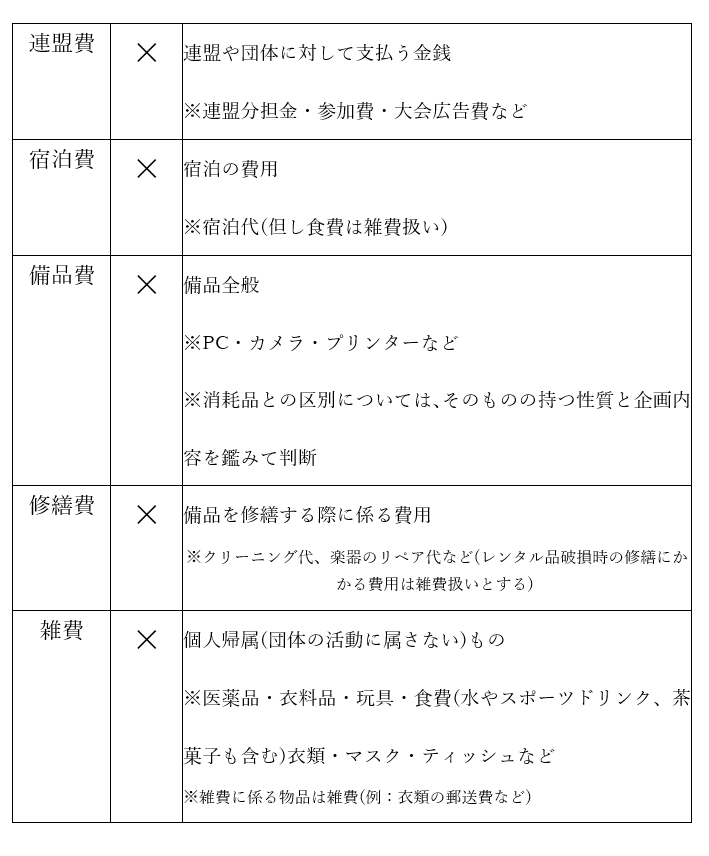 連盟費
×
連盟や団体に対して支払う金銭
※連盟分担金・参加費・大会広告費など
宿泊費
×
宿泊の費用
※宿泊代(但し食費は雑費扱い)
備品費
×
備品全般
※PC・カメラ・プリンターなど
※消耗品との区別については、そのものの持つ性質と企画内
容を鑑みて判断
修繕費
×
備品を修繕する際に係る費用
※クリーニング代、楽器のリペア代など(レンタル品破損時の修繕にか
かる費用は雑費扱いとする)
雑費
×
個人帰属(団体の活動に属さない)もの
※医薬品・衣料品・玩具・食費(水やスポーツドリンク、茶
菓子も含む)衣類・マスク・ティッシュなど
※雑費に係る物品は雑費(例：衣類の郵送費など)